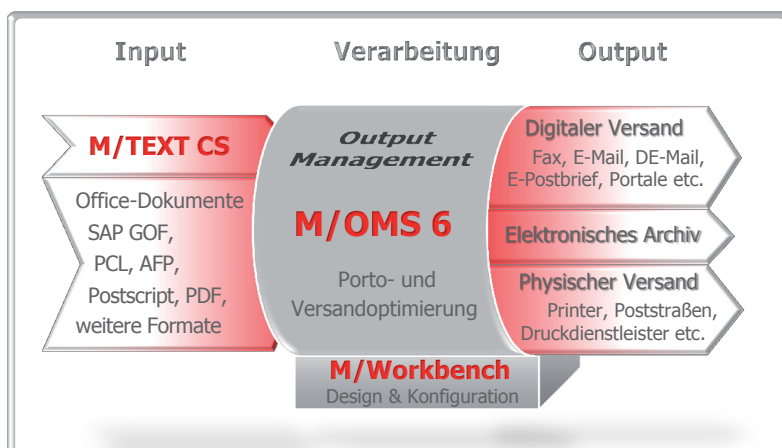 Input
Verarbeitung
Output
M/TEXT CS
Office-Dokumente
SAP GOF,
PCL, AFP,
Postscript, PDF,
weitere Formate
Output
Management
M/OMS 6
Porto- und
Versandoptimierung
Digitaler Versand
Fax, E-Mail, DE-Mail,
E-Postbrief, Portale etc.
Elektronisches Archiv
Physischer Versand
Printer, Poststraßen,
Druckdienstleister etc.
M/Workbench
Design & Konfiguration